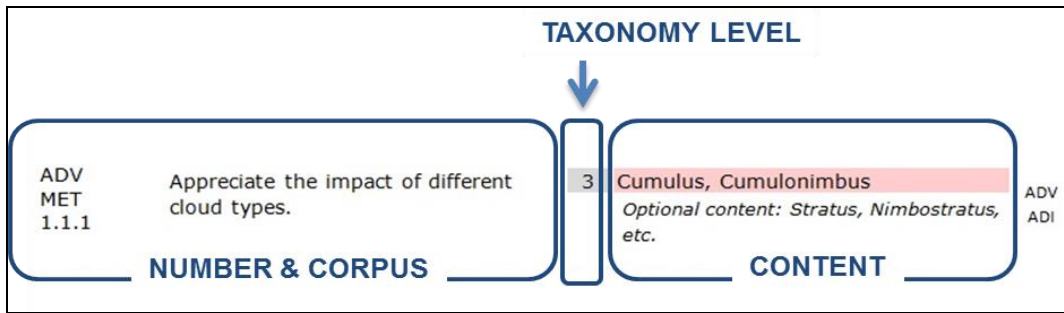 TAXONOMY LEVEL
ADV
MET
1.1.1
Appreciate the impact of different
cloud types.
3
Cumulus, Cumulonimbus
Optional content: Stratus, Nimbostratus,
etc.
ADV
ADI
NUMBER & CORPUS
CONTENT